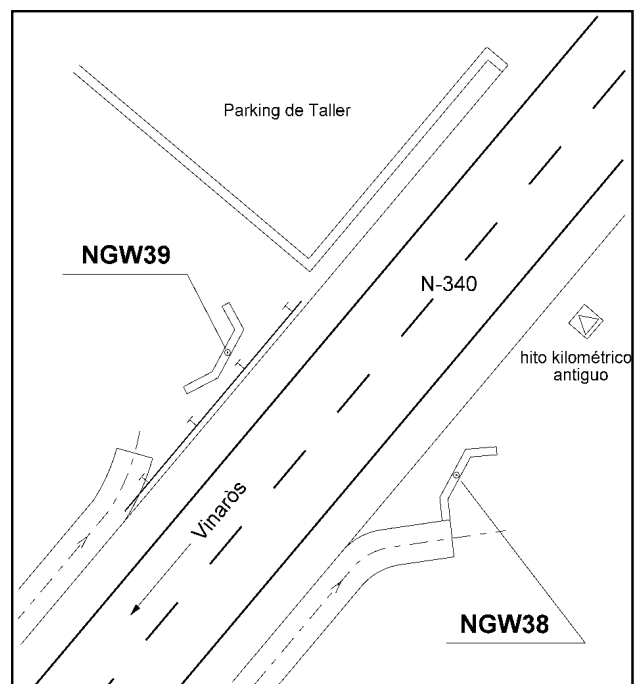 Parking de Taller
NGW39
N-340
hito kilométrico
antiguo
Vinaròs
NGW38